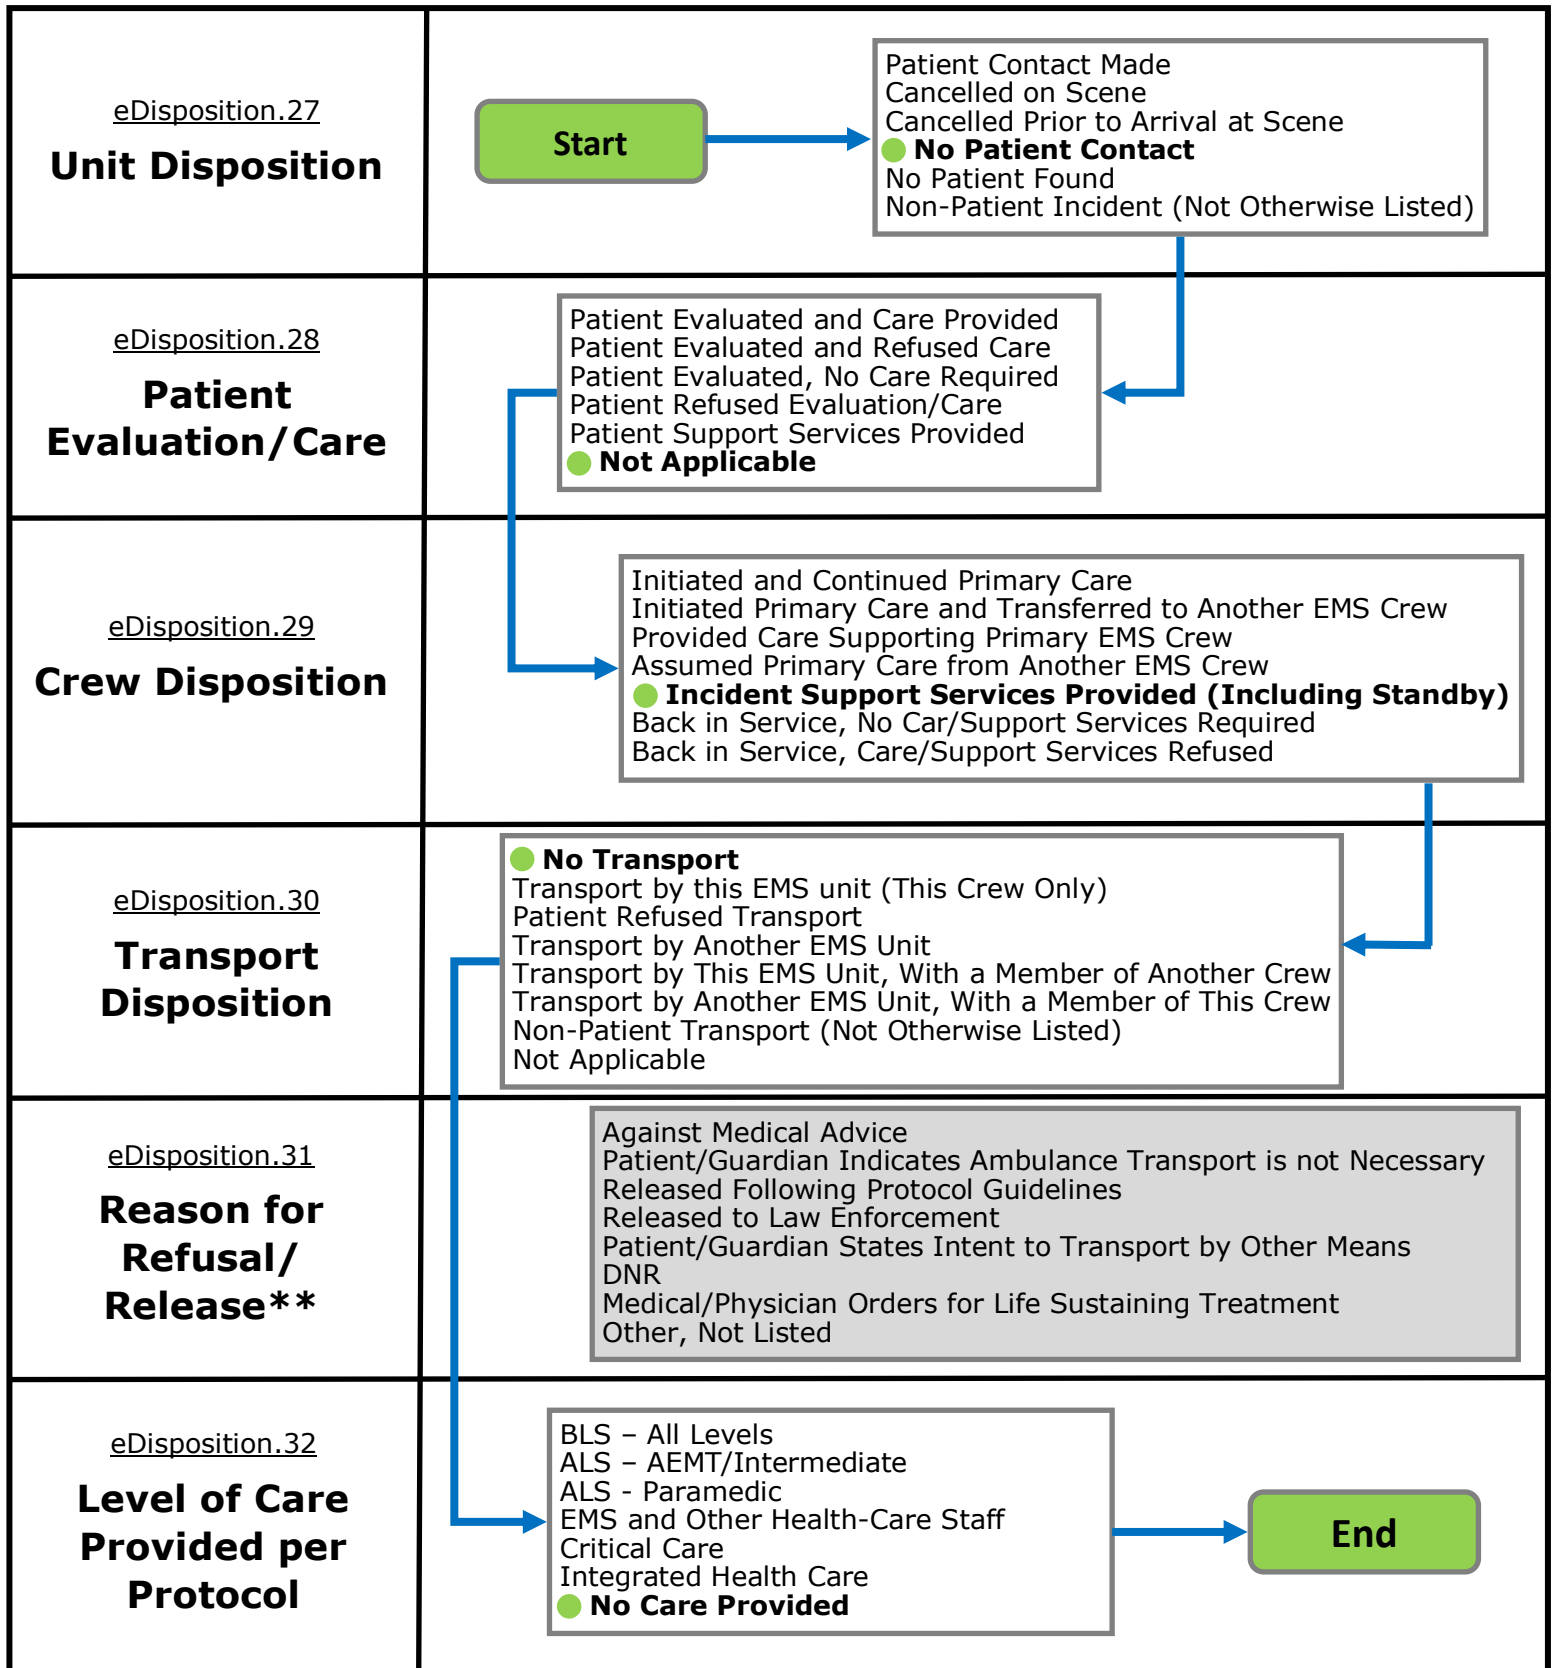 eDisposition.27
Unit Disposition
Start
Patient Contact Made
Cancelled on Scene
Cancelled Prior to Arrival at Scene
No Patient Contact
No Patient Found
Non-Patient Incident (Not Otherwise Listed)
eDisposition.28
Patient
Evaluation/Care
Patient Evaluated and Care Provided
Patient Evaluated and Refused Care
Patient Evaluated, No Care Required
Patient Refused Evaluation/Care
Patient Support Services Provided
Not Applicable
eDisposition.29
Crew Disposition
Initiated and Continued Primary Care
Initiated Primary Care and Transferred to Another EMS Crew
Provided Care Supporting Primary EMS Crew
Assumed Primary Care from Another EMS Crew
Incident Support Services Provided (Including Standby)
Back in Service, No Car/Support Services Required
Back in Service, Care/Support Services Refused
eDisposition.30
Transport
Disposition
No Transport
Transport by this EMS unit (This Crew Only)
Patient Refused Transport
Transport by Another EMS Unit
Transport by This EMS Unit, With a Member of Another Crew
Transport by Another EMS Unit, With a Member of This Crew
Non-Patient Transport (Not Otherwise Listed)
Not Applicable
eDisposition.31
Reason for
Refusal/
Release**
Against Medical Advice
Patient/Guardian Indicates Ambulance Transport is not Necessary
Released Following Protocol Guidelines
Released to Law Enforcement
Patient/Guardian States Intent to Transport by Other Means
DNR
Medical/Physician Orders for Life Sustaining Treatment
Other, Not Listed
eDisposition.32
Level of Care
Provided per
Protocol
BLS – All Levels
ALS – AEMT/Intermediate
ALS - Paramedic
EMS and Other Health-Care Staff
Critical Care
Integrated Health Care
No Care Provided
End